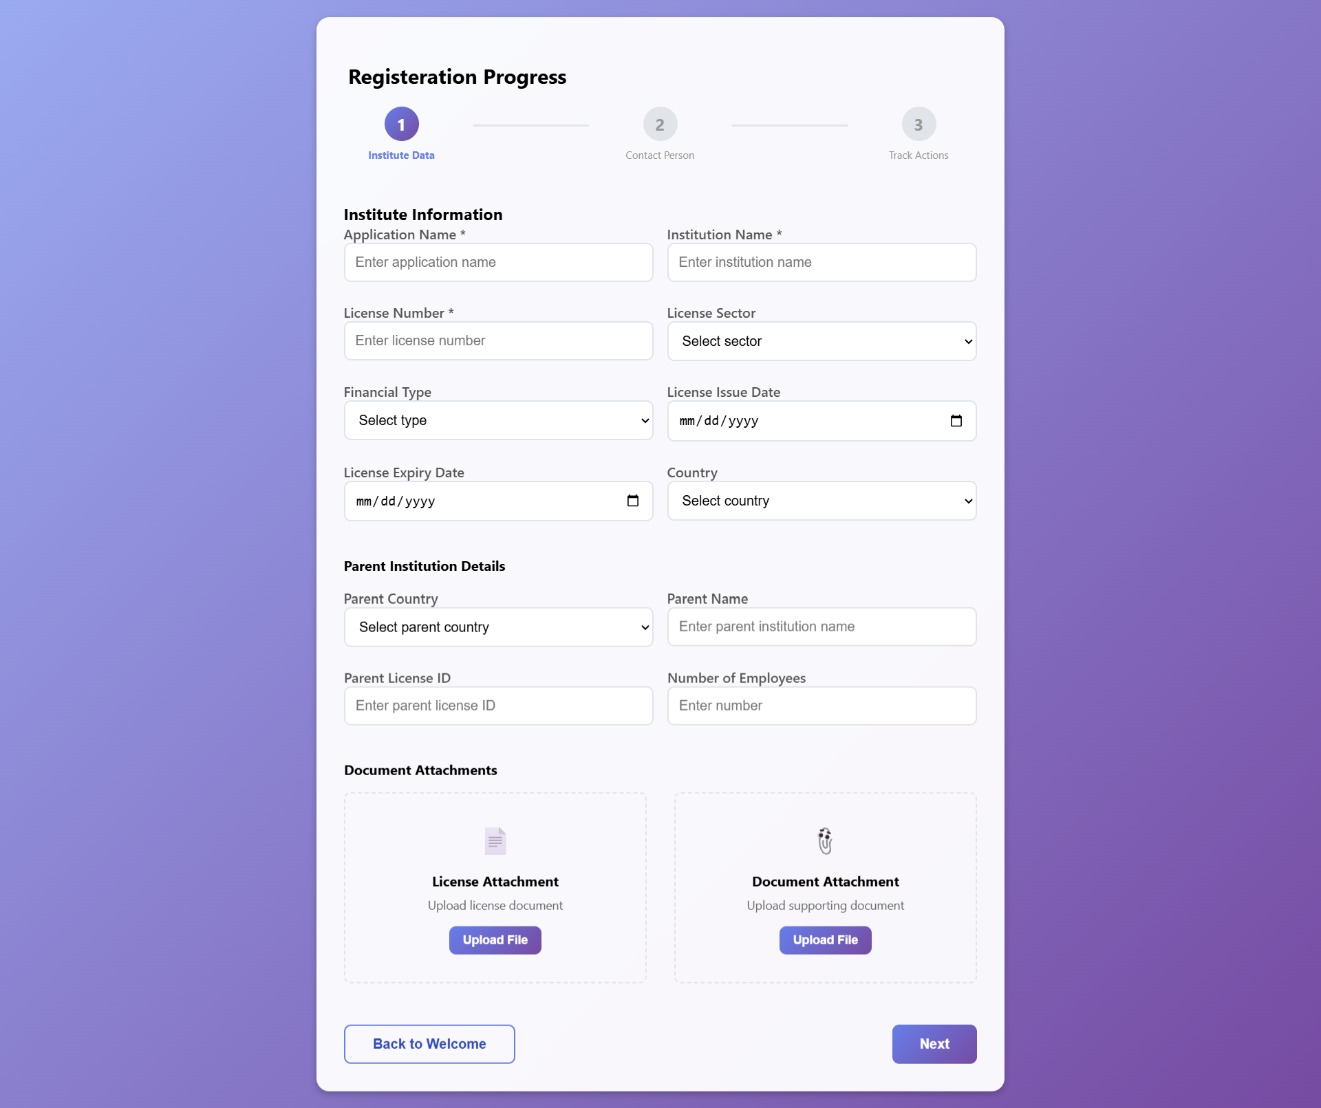 Registeration Progress
1
2
3
Institute Data
Contact Person
Track Actions
Institute Information
Application Name *
Institution Name *
Enter application name
Enter institution name
License Number *
License Sector
Enter license number
Select sector
Financial Type
License Issue Date
Select type
mm/dd/yyyy
License Expiry Date
Country
mm/dd/yyyy
Select country
Parent Institution Details
Parent Country
Parent Name
Select parent country
Enter parent institution name
Parent License ID
Number of Employees
Enter parent license ID
Enter number
Document Attachments
License Attachment
Document Attachment
Upload license document
Upload supporting document
Upload File
Upload File
Back to Welcome
Next